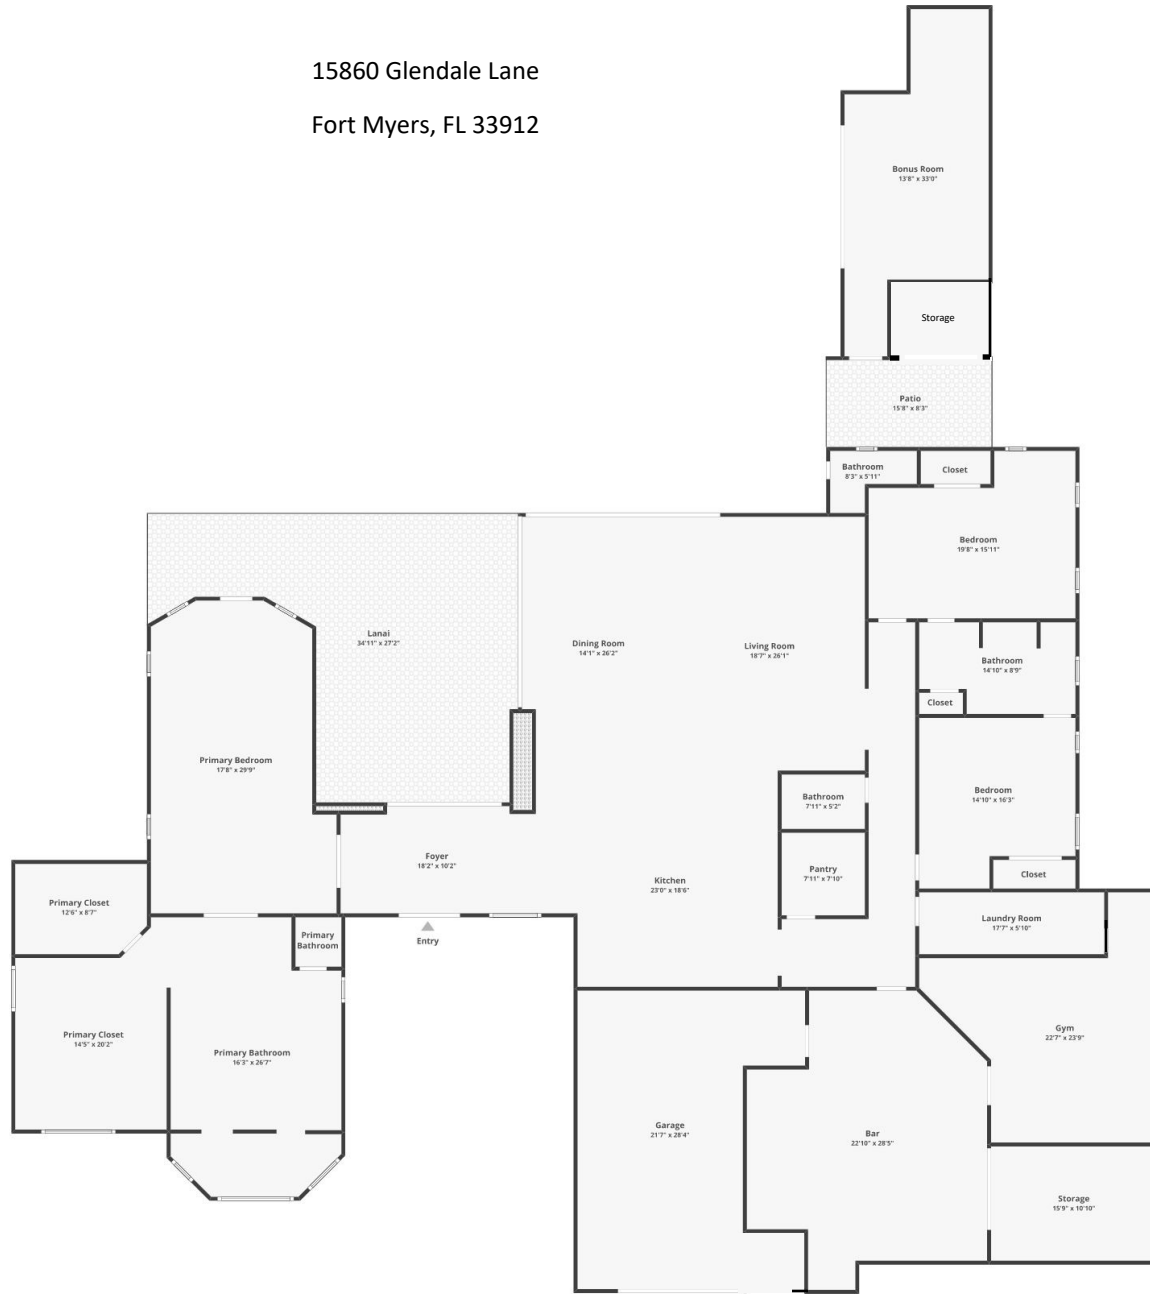 15860 Glendale Lane
Fort Myers, FL 33912
Bonus Room
13'8" x 33'0"
Storage
Patio
15'8" x 8'3"
Bathroom
8'3" x 5'11"
Closet
Bedroom
19'8" x 15'11"
Lanai
34'11" x 27'2"
Dining Room
14'1" x 26'2"
Living Room
18'7" x 26'1"
Bathroom
14'10" x 8'9"
Closet
Primary Bedroom
17'8" x 29'9"
Bathroom
7'11" x 5'2"
Bedroom
14'10" x 16'3"
Foyer
18'2" x 10'2"
Kitchen
23'0" x 18'6"
Pantry
7'11" x 7'10"
Closet
Primary Closet
12'6" x 8'7"
Primary
Bathroom
Entry
Laundry Room
17'7" x 5'10"
Primary Closet
14'5" x 20'2"
Primary Bathroom
16'3" x 26'7"
Gym
22'7" x 23'9"
Garage
21'7" x 28'4"
Bar
22'10" x 28'5"
Storage
15'9" x 10'10"